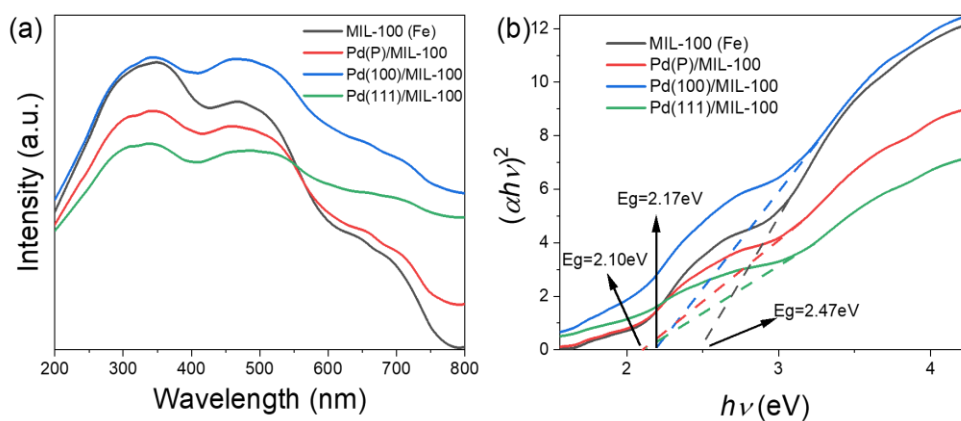 (a)
MIL-100 (Fe)
Pd(P)/MIL-100
Pd(100)/MIL-100
Pd(111)/MIL-100
Intensity (a.u.)
200 300 400 500 600 700 800
Wavelength (nm)
(b)
MIL-100 (Fe)
Pd(P)/MIL-100
Pd(100)/MIL-100
Pd(111)/MIL-100
(αhν)²
12
10
8
6
4
2
0
Eg=2.17eV
Eg=2.10eV
Eg=2.47eV
2 3 4
hν (eV)